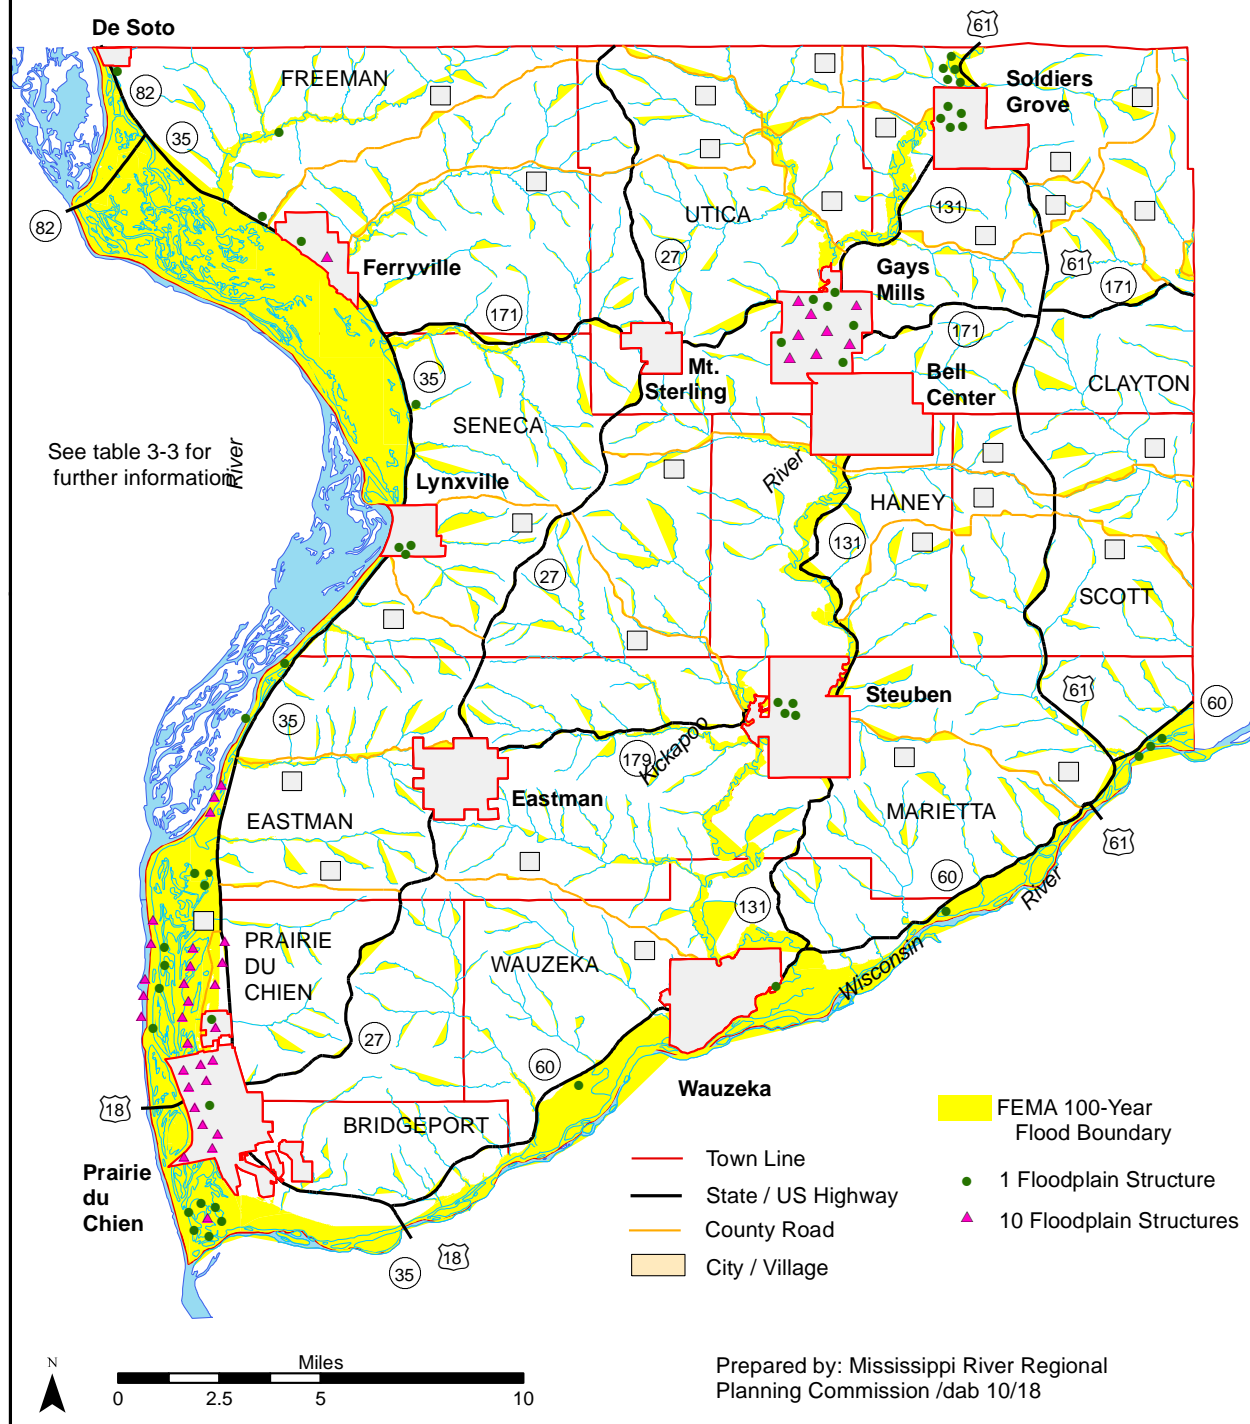 De Soto
61
FREEMAN
Soldiers
Grove
82
35
131
82
UTICA
27
61
Ferryville
Gays
Mills
171
171
171
35
Mt.
Sterling
Bell
Center
CLAYTON
SENECA
See table 3-3 for
further information
River
Lynxville
River
HANEY
131
27
SCOTT
Steuben
61
60
35
179
Kickapoo
Eastman
EASTMAN
MARIETTA
61
60
River
131
PRAIRIE
DU
CHIEN
WAUZEKA
Wisconsin
27
60
Wauzeka
18
BRIDGEPORT
Prairie
du
Chien
18
35
FEMA 100-Year
Flood Boundary
Town Line
State / US Highway
County Road
City / Village
1 Floodplain Structure
10 Floodplain Structures
N
Miles
0 2.5 5 10
Prepared by: Mississippi River Regional
Planning Commission /dab 10/18